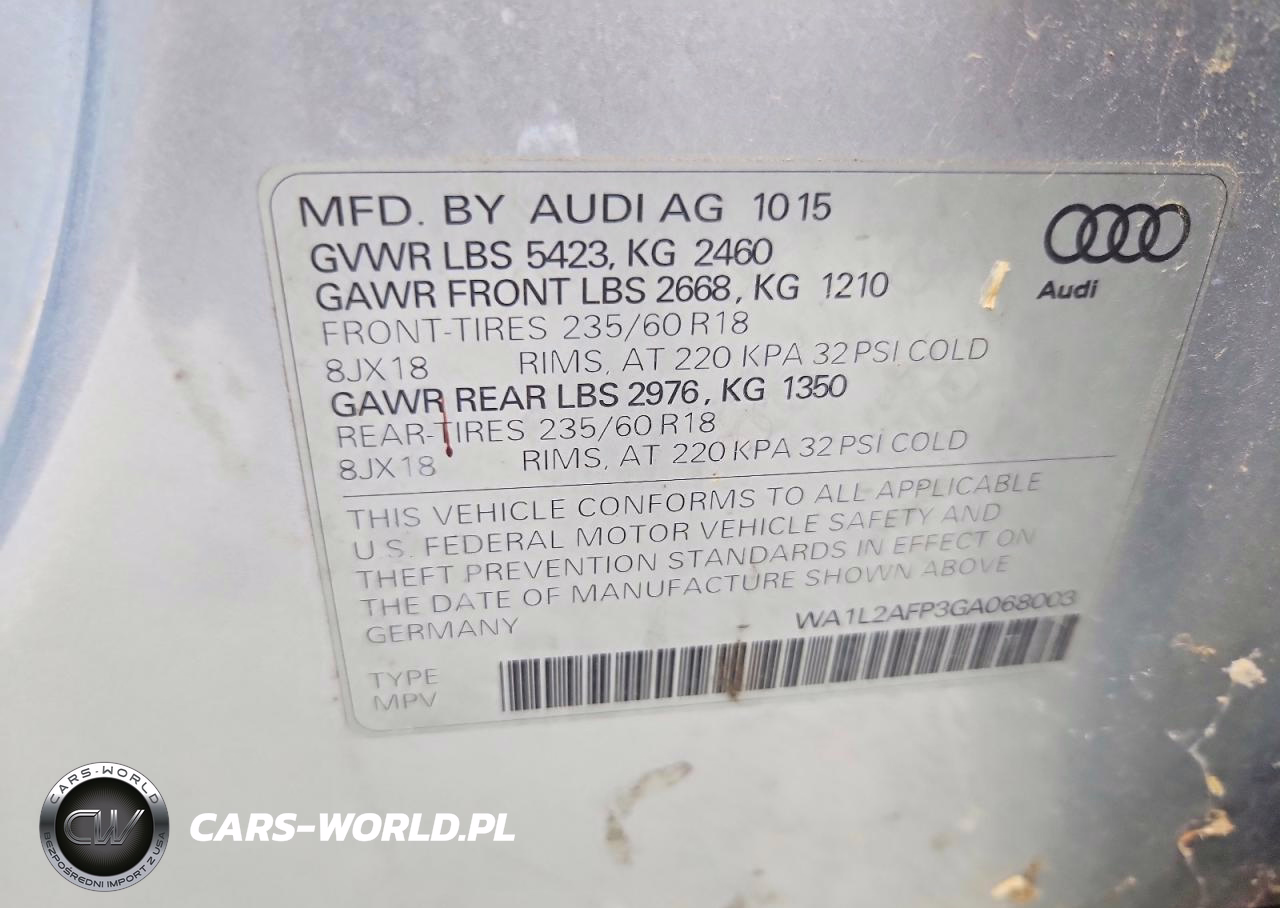 MFD. BY AUDI AG 10 15
GVWR LBS 5423, KG 2460
GAWR FRONT LBS 2668, KG 1210
FRONT-TIRES 235/60 R18
8JX18 RIMS, AT 220 KPA 32 PSI COLD
GAWR REAR LBS 2976, KG 1350
REAR-TIRES 235/60 R18
8JX18 RIMS, AT 220 KPA 32 PSI COLD
Audi
THIS VEHICLE CONFORMS TO ALL APPLICABLE
U.S. FEDERAL MOTOR VEHICLE SAFETY AND
THEFT PREVENTION STANDARDS IN EFFECT ON
THE DATE OF MANUFACTURE SHOWN ABOVE
GERMANY WA1L2AFP3GA068003
TYPE
MPV
CARS-WORLD
CW
BEZPOŚREDNI IMPORT Z USA
CARS-WORLD.PL